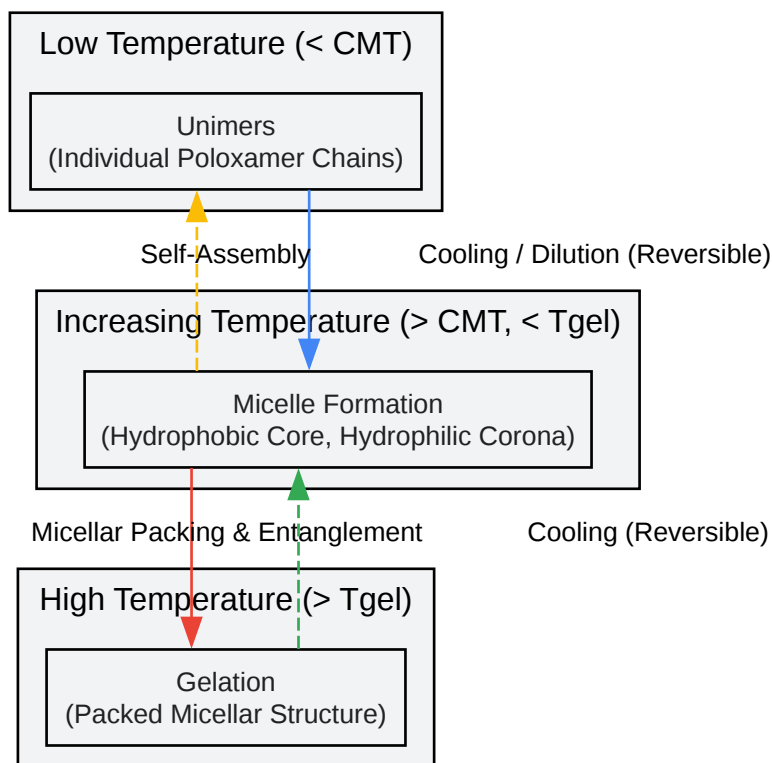 Low Temperature (< CMT)
Unimers
(Individual Poloxamer Chains)
Self-Assembly
Cooling / Dilution (Reversible)
Increasing Temperature (> CMT, < Tgel)
Micelle Formation
(Hydrophobic Core, Hydrophilic Corona)
Micellar Packing & Entanglement
Cooling (Reversible)
High Temperature (> Tgel)
Gelation
(Packed Micellar Structure)